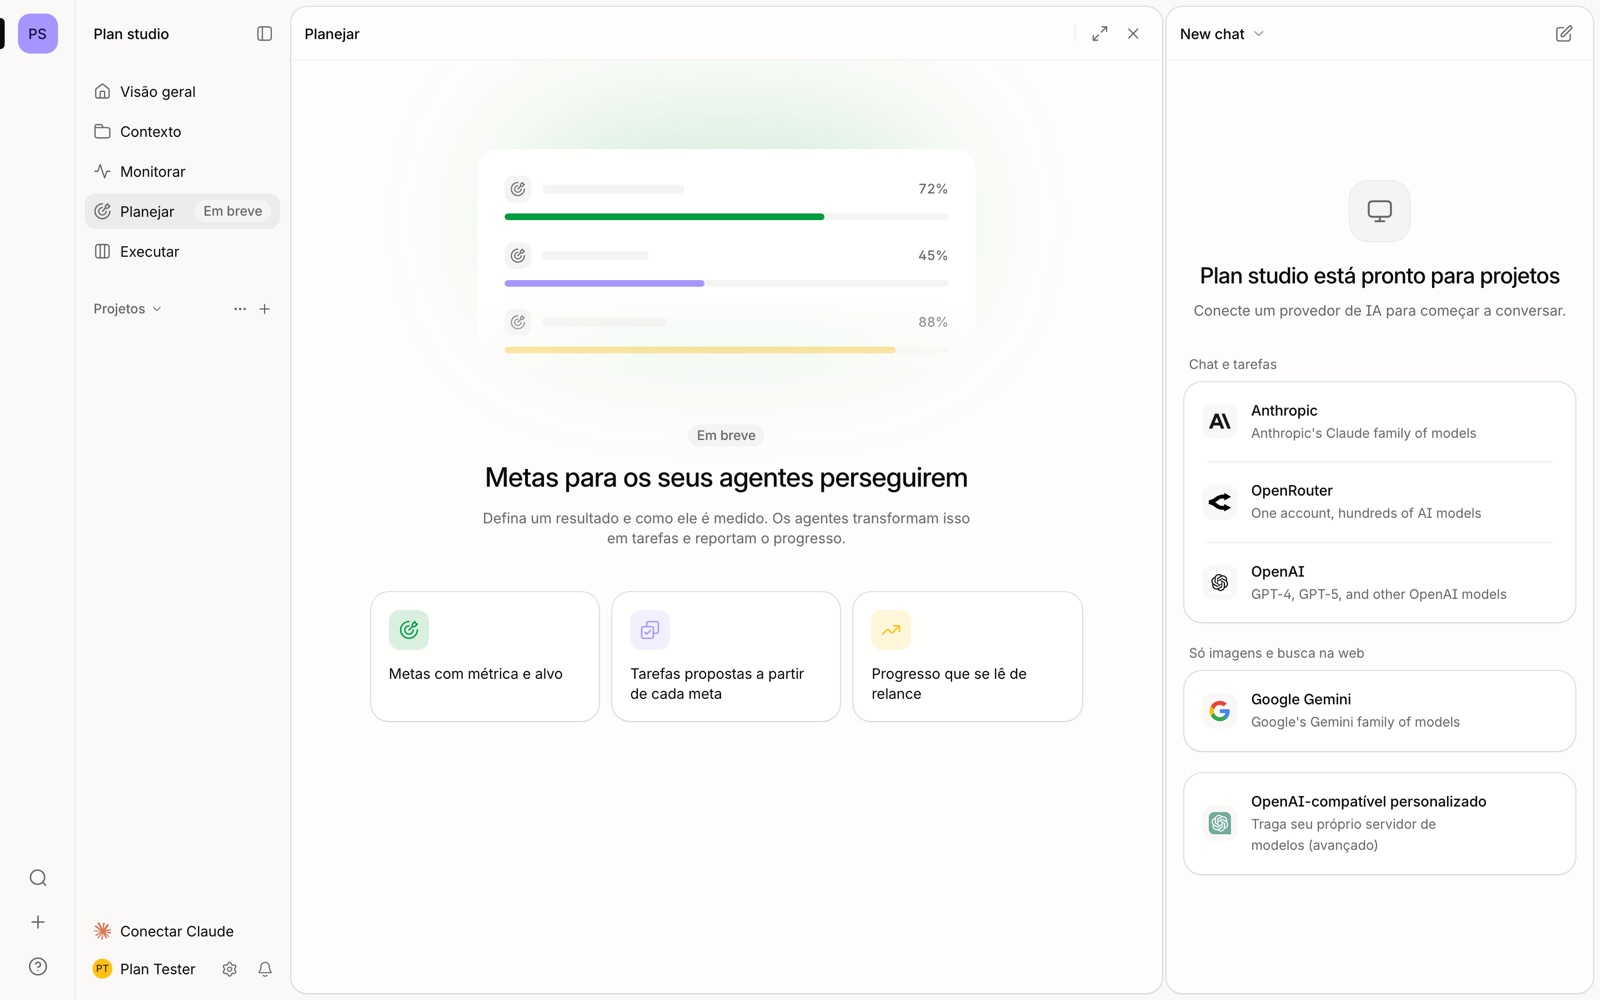 PS
Plan studio
Visão geral
Contexto
Monitorar
Planejar
Em breve
Executar
Projetos
Conectar Claude
PT
Plan Tester
Planejar
72%
45%
88%
Em breve
Metas para os seus agentes perseguirem
Defina um resultado e como ele é medido. Os agentes transformam isso
em tarefas e reportam o progresso.
Metas com métrica e alvo
Tarefas propostas a partir
de cada meta
Progresso que se lê de
relance
New chat
Plan studio está pronto para projetos
Conecte um provedor de IA para começar a conversar.
Chat e tarefas
Anthropic
Anthropic's Claude family of models
OpenRouter
One account, hundreds of AI models
OpenAI
GPT-4, GPT-5, and other OpenAI models
Só imagens e busca na web
Google Gemini
Google's Gemini family of models
OpenAI-compatível personalizado
Traga seu próprio servidor de
modelos (avançado)